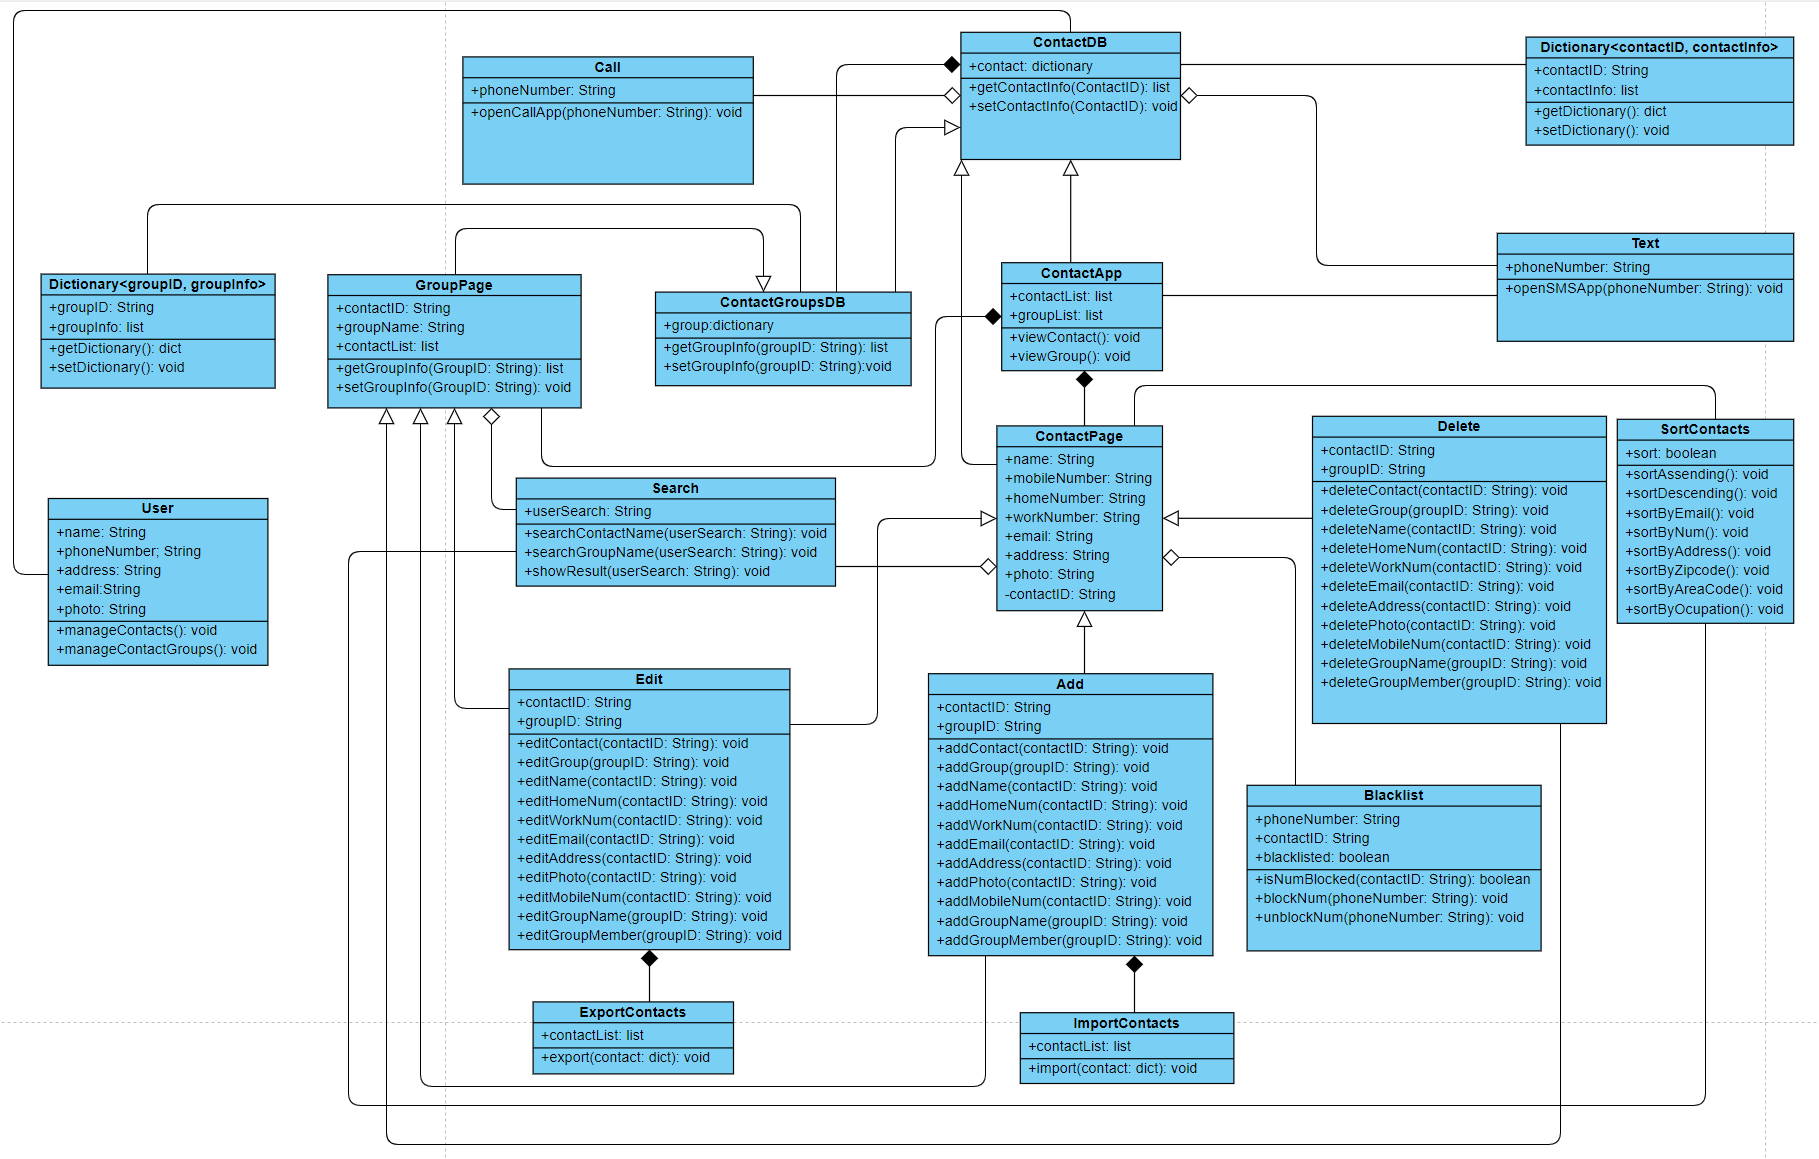 ContactDB
+contact: dictionary
+getContactInfo(ContactID): list
+setContactInfo(ContactID): void
Dictionary<contactID, contactInfo>
+contactID: String
+contactInfo: list
+getDictionary(): dict
+setDictionary(): void
Call
+phoneNumber: String
+openCallApp(phoneNumber: String): void
Text
+phoneNumber: String
+openSMSApp(phoneNumber: String): void
Dictionary<groupID, groupInfo>
+groupID: String
+groupInfo: list
+getDictionary(): dict
+setDictionary(): void
GroupPage
+contactID: String
+groupName: String
+contactList: list
+getGroupInfo(GroupID: String): list
+setGroupInfo(GroupID: String): void
ContactGroupsDB
+group:dictionary
+getGroupInfo(groupID: String): list
+setGroupInfo(groupID: String):void
ContactApp
+contactList: list
+groupList: list
+viewContact(): void
+viewGroup(): void
ContactPage
+name: String
+mobileNumber: String
+homeNumber: String
+workNumber: String
+email: String
+address: String
+photo: String
-contactID: String
Delete
+contactID: String
+groupID: String
+deleteContact(contactID: String): void
+deleteGroup(groupID: String): void
+deleteName(contactID: String): void
+deleteHomeNum(contactID: String): void
+deleteWorkNum(contactID: String): void
+deleteEmail(contactID: String): void
+deleteAddress(contactID: String): void
+deletePhoto(contactID: String): void
+deleteMobileNum(contactID: String): void
+deleteGroupName(groupID: String): void
+deleteGroupMember(groupID: String): void
SortContacts
+sort: boolean
+sortAssending(): void
+sortDescending(): void
+sortByEmail(): void
+sortByNum(): void
+sortByAddress(): void
+sortByZipcode(): void
+sortByAreaCode(): void
+sortByOcupation(): void
Search
+userSearch: String
+searchContactName(userSearch: String): void
+searchGroupName(userSearch: String): void
+showResult(userSearch: String): void
User
+name: String
+phoneNumber; String
+address: String
+email:String
+photo: String
+manageContacts(): void
+manageContactGroups(): void
Edit
+contactID: String
+groupID: String
+editContact(contactID: String): void
+editGroup(groupID: String): void
+editName(contactID: String): void
+editHomeNum(contactID: String): void
+editWorkNum(contactID: String): void
+editEmail(contactID: String): void
+editAddress(contactID: String): void
+editPhoto(contactID: String): void
+editMobileNum(contactID: String): void
+editGroupName(groupID: String): void
+editGroupMember(groupID: String): void
Add
+contactID: String
+groupID: String
+addContact(contactID: String): void
+addGroup(groupID: String): void
+addName(contactID: String): void
+addHomeNum(contactID: String): void
+addWorkNum(contactID: String): void
+addEmail(contactID: String): void
+addAddress(contactID: String): void
+addPhoto(contactID: String): void
+addMobileNum(contactID: String): void
+addGroupName(groupID: String): void
+addGroupMember(groupID: String): void
Blacklist
+phoneNumber: String
+contactID: String
+blacklisted: boolean
+isNumBlocked(contactID: String): boolean
+blockNum(phoneNumber: String): void
+unblockNum(phoneNumber: String): void
ExportContacts
+contactList: list
+export(contact: dict): void
ImportContacts
+contactList: list
+import(contact: dict): void